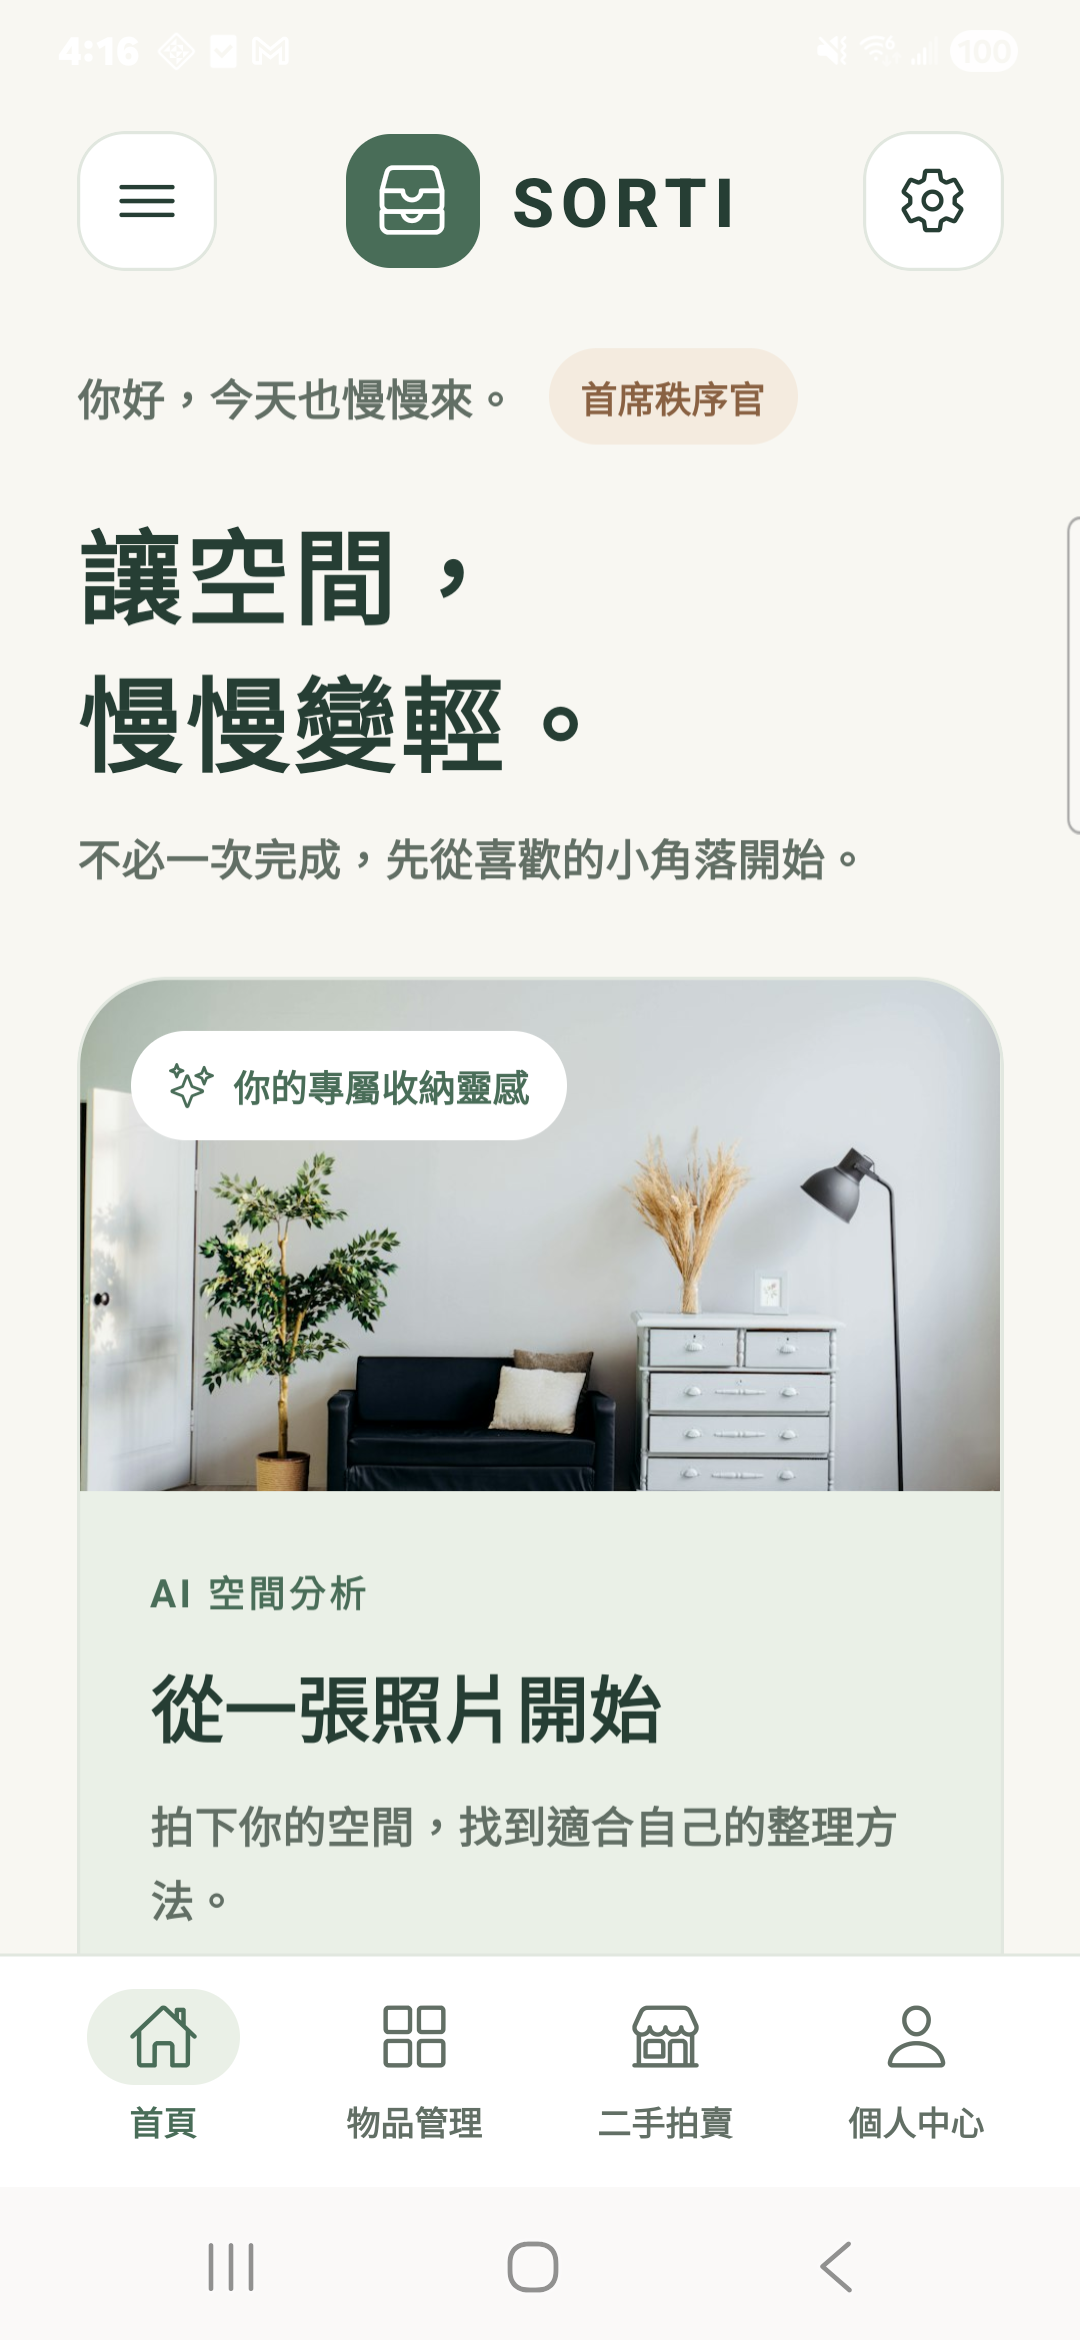 4:16
100
SORTI
你好，今天也慢慢來。
首席秩序官
讓空間，
慢慢變輕。
不必一次完成，先從喜歡的小角落開始。
你的專屬收納靈感
AI 空間分析
從一張照片開始
拍下你的空間，找到適合自己的整理方
法。
首頁
物品管理
二手拍賣
個人中心